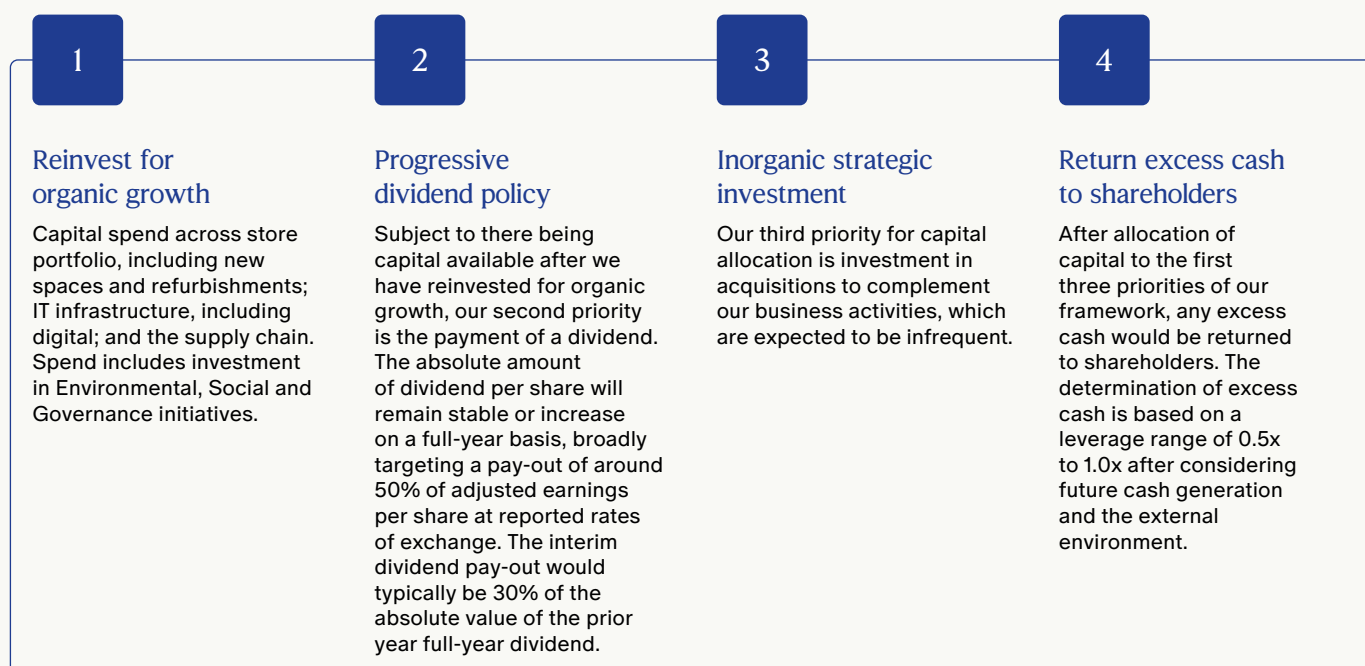 1
Reinvest for
organic growth
Capital spend across store
portfolio, including new
spaces and refurbishments;
IT infrastructure, including
digital; and the supply chain.
Spend includes investment
in Environmental, Social and
Governance initiatives.
2
Progressive
dividend policy
Subject to there being
capital available after we
have reinvested for organic
growth, our second priority
is the payment of a dividend.
The absolute amount
of dividend per share will
remain stable or increase
on a full-year basis, broadly
targeting a pay-out of around
50% of adjusted earnings
per share at reported rates
of exchange. The interim
dividend pay-out would
typically be 30% of the
absolute value of the prior
year full-year dividend.
3
Inorganic strategic
investment
Our third priority for capital
allocation is investment in
acquisitions to complement
our business activities, which
are expected to be infrequent.
4
Return excess cash
to shareholders
After allocation of
capital to the first
three priorities of our
framework, any excess
cash would be returned
to shareholders. The
determination of excess
cash is based on a
leverage range of 0.5x
to 1.0x after considering
future cash generation
and the external
environment.